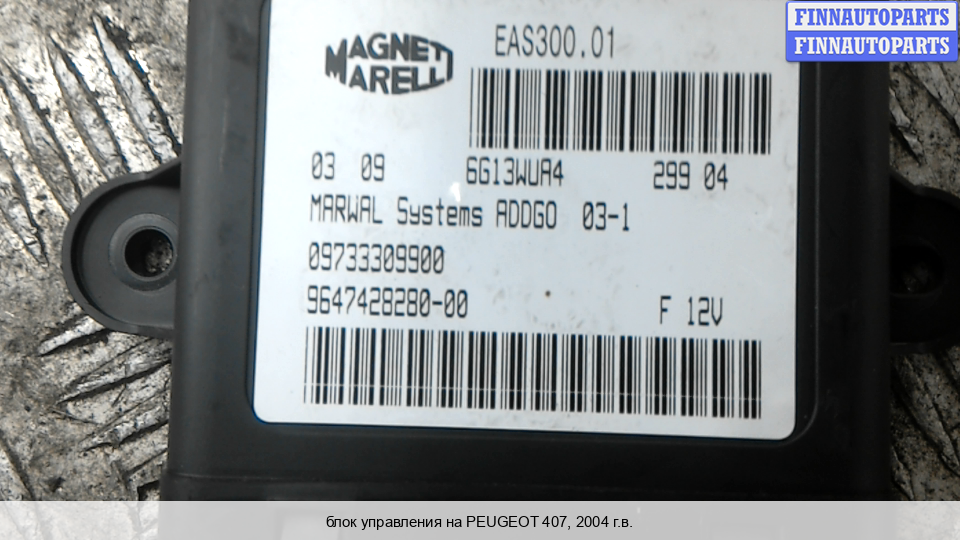 FINNAUTOPARTS
FINNAUTOPARTS
MAGNETI MARELLI
EAS300.01
03 09 6G13WUA4 299 04
MARWAL Systems ADDGO 03-1
09733309900
9647428280-00 F 12V
блок управления на PEUGEOT 407, 2004 г.в.